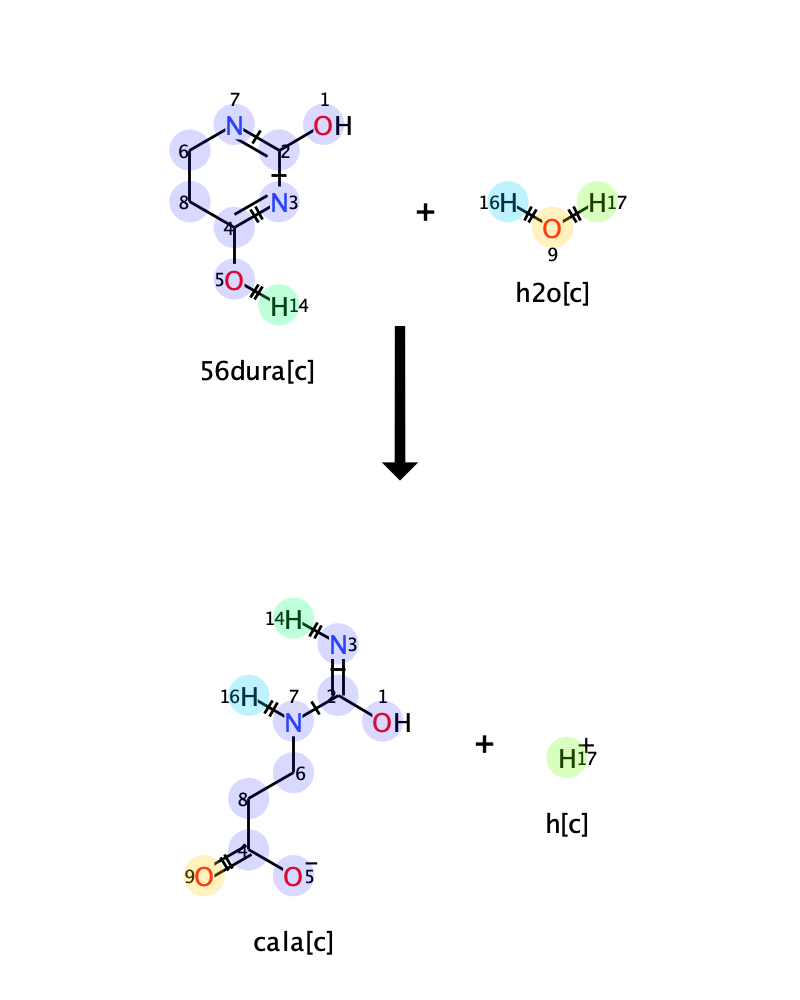 7
1
N
OH
6
2
8
N3
4
5O
H14
+
16H
H17
O
9
h2o[c]
56dura[c]
14H
N3
16H
7
2
1
N
OH
6
8
4
9O
O5−
cala[c]
+
H17+
h[c]